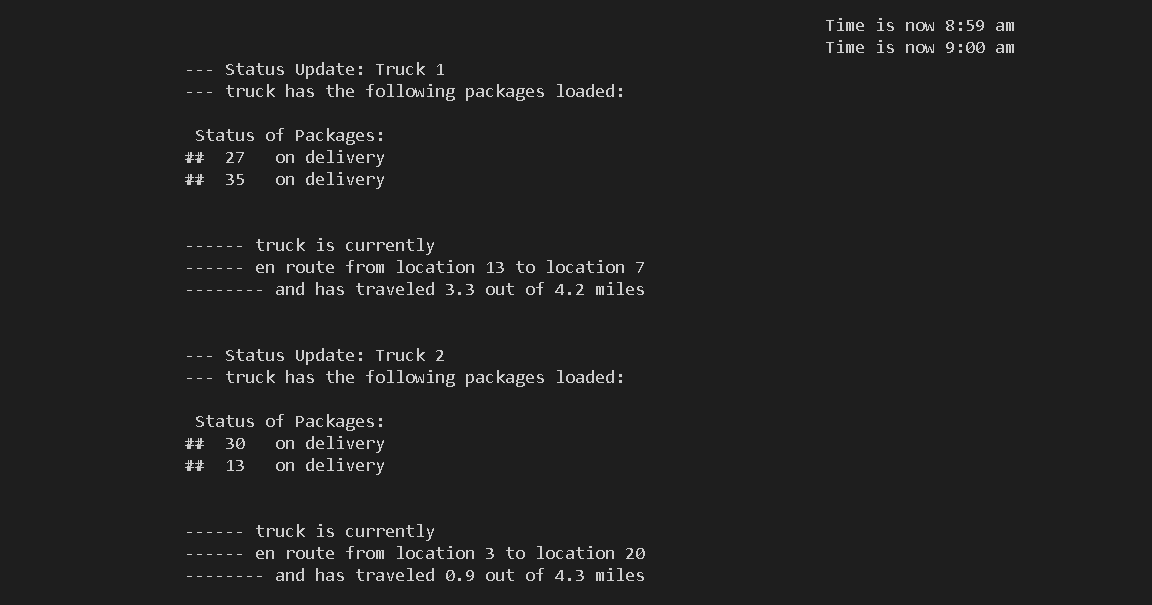 Time is now 8:59 am
Time is now 9:00 am
--- Status Update: Truck 1
--- truck has the following packages loaded:
Status of Packages:
## 27 on delivery
## 35 on delivery
------ truck is currently
------ en route from location 13 to location 7
-------- and has traveled 3.3 out of 4.2 miles
--- Status Update: Truck 2
--- truck has the following packages loaded:
Status of Packages:
## 30 on delivery
## 13 on delivery
------ truck is currently
------ en route from location 3 to location 20
-------- and has traveled 0.9 out of 4.3 miles